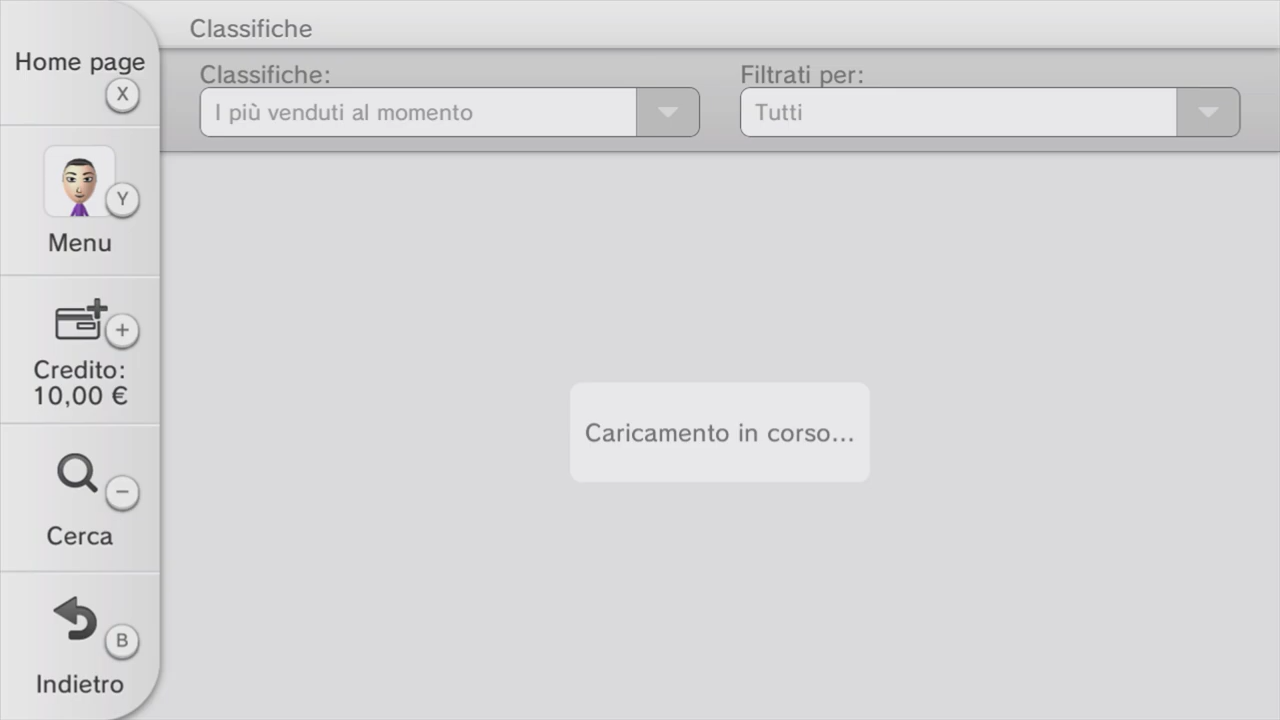 Classifiche
Home page
X
Classifiche:
Filtrati per:
I più venduti al momento
Tutti
Y
Menu
+
Credito:
10,00 €
Caricamento in corso...
−
Cerca
B
Indietro